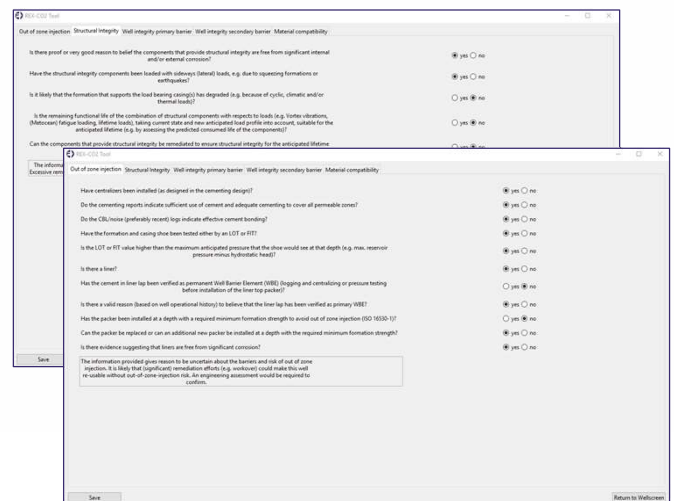 REX-CO2 Tool
Out of zone injection Structural Integrity Well integrity primary barrier Well integrity secondary barrier Material compatibility
Is there proof or very good reason to belief the components that provide structural integrity are free from significant internal
and/or external corrosion?
yes no
Have the structural integrity components been loaded with sideways (lateral) loads, e.g. due to squeezing formations or
earthquakes?
yes no
Is it likely that the formation that supports the load bearing casing(s) has degraded (e.g. because of cyclic, climatic and/or
thermal loads)?
yes no
Is the remaining functional life of the combination of structural components with respects to loads (e.g. Vortex vibrations,
(Metocean) fatigue loading, lifetime loads), taking current state and new anticipated load profile into account, suitable for the
anticipated lifetime (e.g. by assessing the predicted consumed life of the components)?
yes no
Can the components that provide structural integrity be remediated to ensure structural integrity for the anticipated lifetime
The informa
Excessive rem
Save
REX-CO2 Tool
Out of zone injection Structural Integrity Well integrity primary barrier Well integrity secondary barrier Material compatibility
Have centralizers been installed (as designed in the cementing design)?
yes no
Do the cementing reports indicate sufficient use of cement and adequate cementing to cover all permeable zones?
yes no
Do the CBL/noise (preferably recent) logs indicate effective cement bonding?
yes no
Have the formation and casing shoe been tested either by an LOT or FIT?
yes no
Is the LOT or FIT value higher than the maximum anticipated pressure that the shoe would see at that depth (e.g. max. reservoir
pressure minus hydrostatic head)?
yes no
Is there a liner?
yes no
Has the cement in liner lap been verified as permanent Well Barrier Element (WBE) (logging and centralizing or pressure testing
before installation of the liner top packer)?
yes no
Is there a valid reason (based on well operational history) to believe that the liner lap has been verified as primary WBE?
yes no
Has the packer been installed at a depth with a required minimum formation strength to avoid out of zone injection (ISO 16530-1)?
yes no
Can the packer be replaced or can an additional new packer be installed at a depth with the required minimum formation strength?
yes no
Is there evidence suggesting that liners are free from significant corrosion?
yes no
The information provided gives reason to be uncertain about the barriers and risk of out of zone
injection. It is likely that (significant) remediation efforts (e.g. workover) could make this well
re-usable without out-of-zone-injection risk. An engineering assessment would be required to
confirm.
Save
Return to Wellscreen